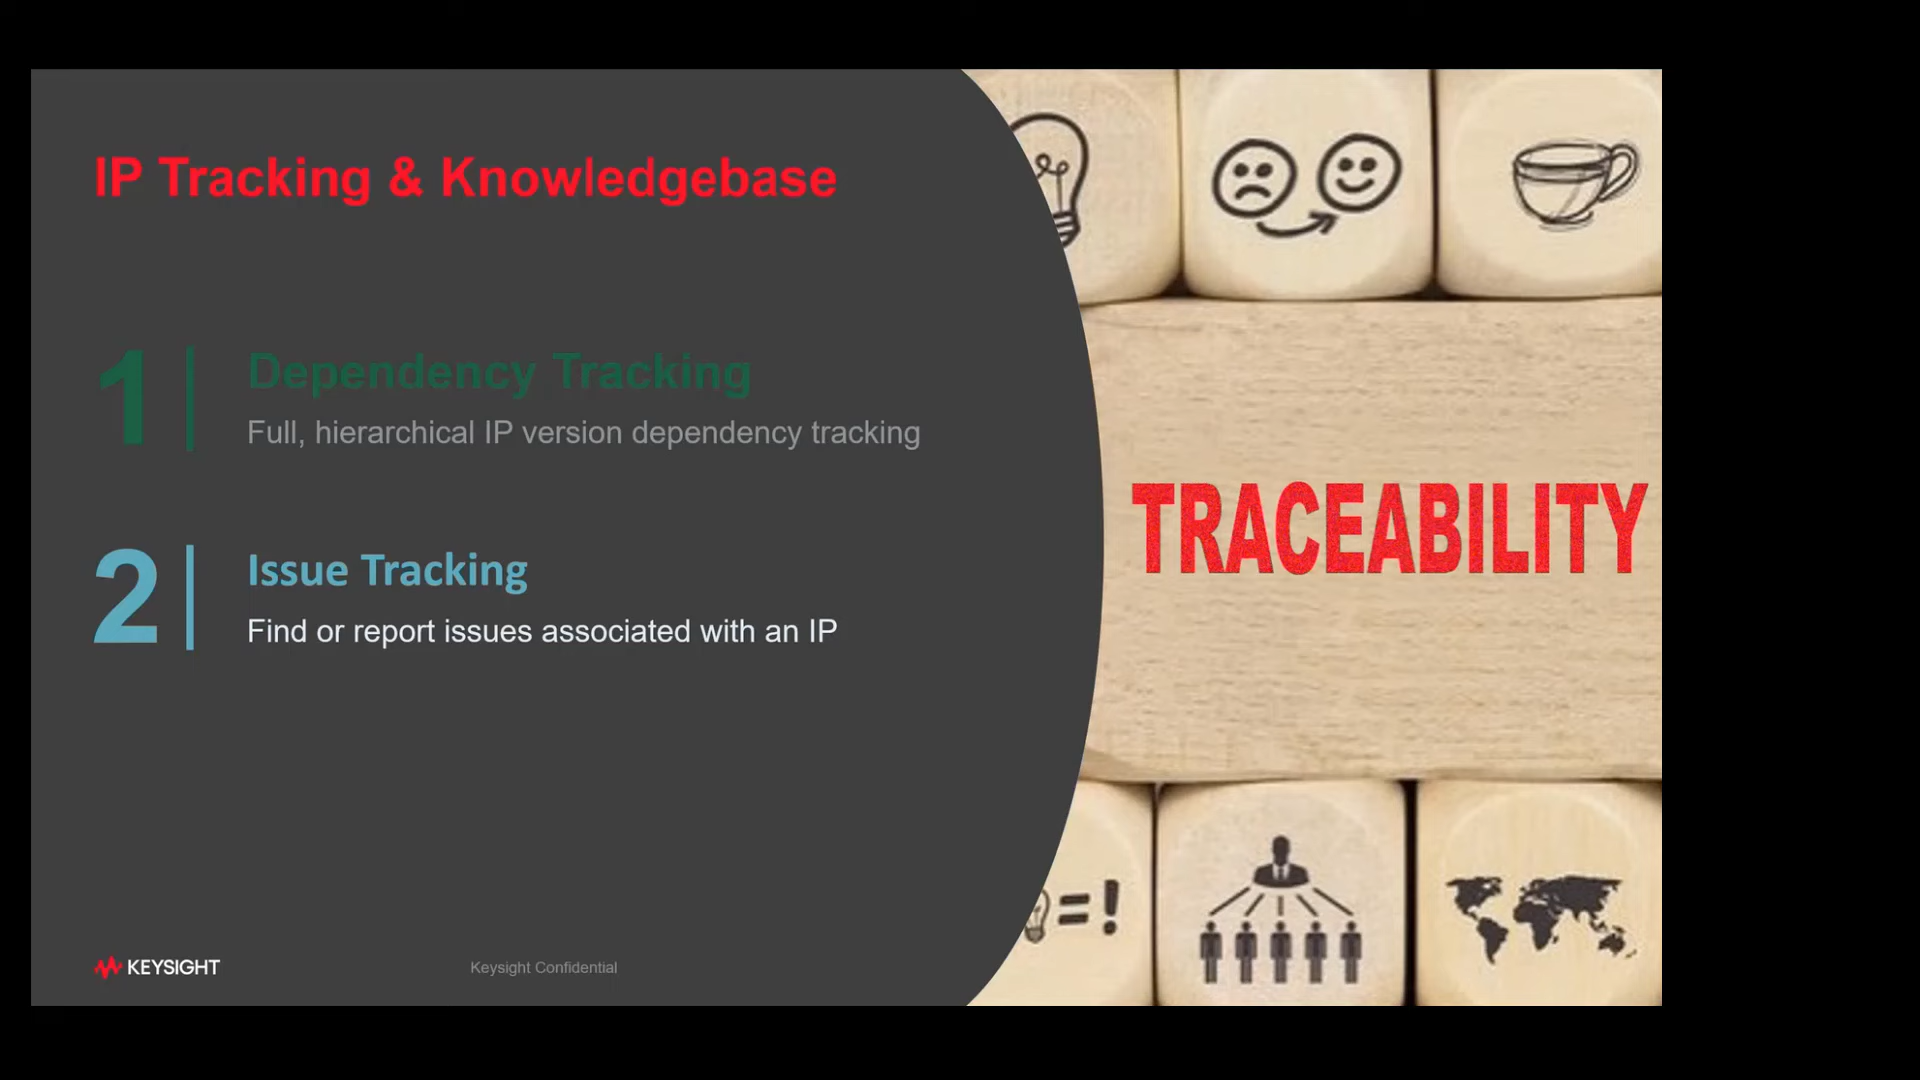 IP Tracking & Knowledgebase
1
Dependency Tracking
Full, hierarchical IP version dependency tracking
2
Issue Tracking
Find or report issues associated with an IP
TRACEABILITY
=!
KEYSIGHT
Keysight Confidential